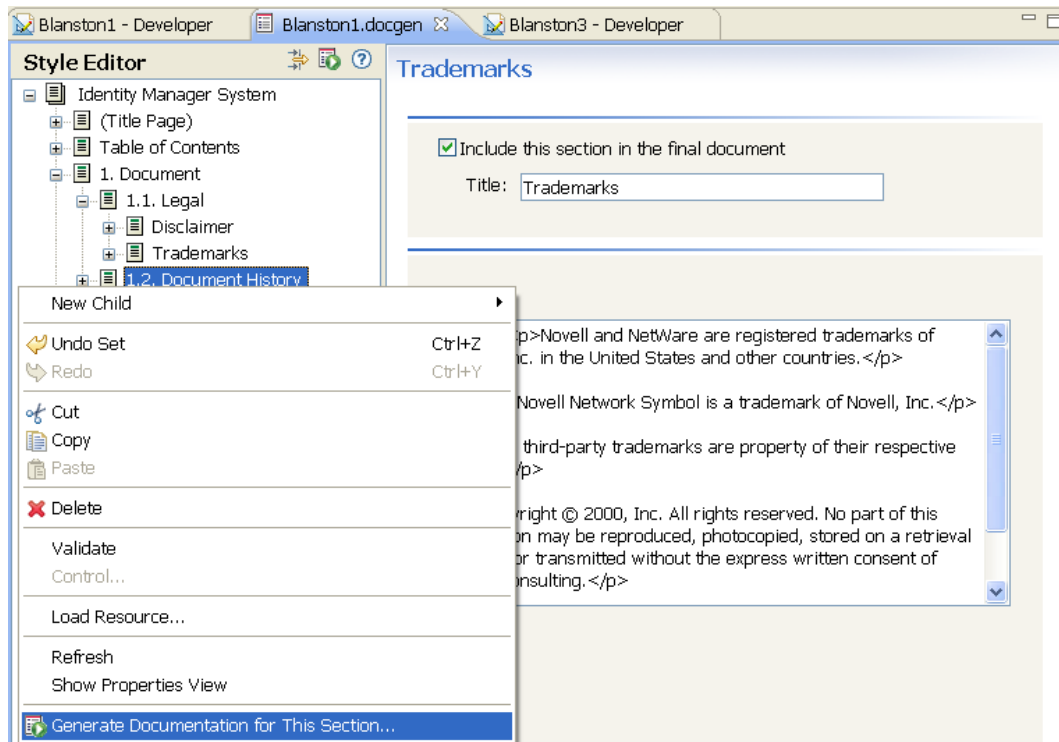 Blanston1 - Developer
Blanston1.docgen
Blanston3 - Developer
Style Editor
Identity Manager System
(Title Page)
Table of Contents
1. Document
1.1. Legal
Disclaimer
Trademarks
1.2. Document History
New Child
Undo Set Ctrl+Z
Redo Ctrl+Y
Cut
Copy
Paste
Delete
Validate
Control...
Load Resource...
Refresh
Show Properties View
Generate Documentation for This Section...
Trademarks
Include this section in the final document
Title: Trademarks
p>Novell and NetWare are registered trademarks of
c. in the United States and other countries.</p>
Novell Network Symbol is a trademark of Novell, Inc.</p>
third-party trademarks are property of their respective
/p>
right © 2000, Inc. All rights reserved. No part of this
on may be reproduced, photocopied, stored on a retrieval
or transmitted without the express written consent of
onsulting.</p>